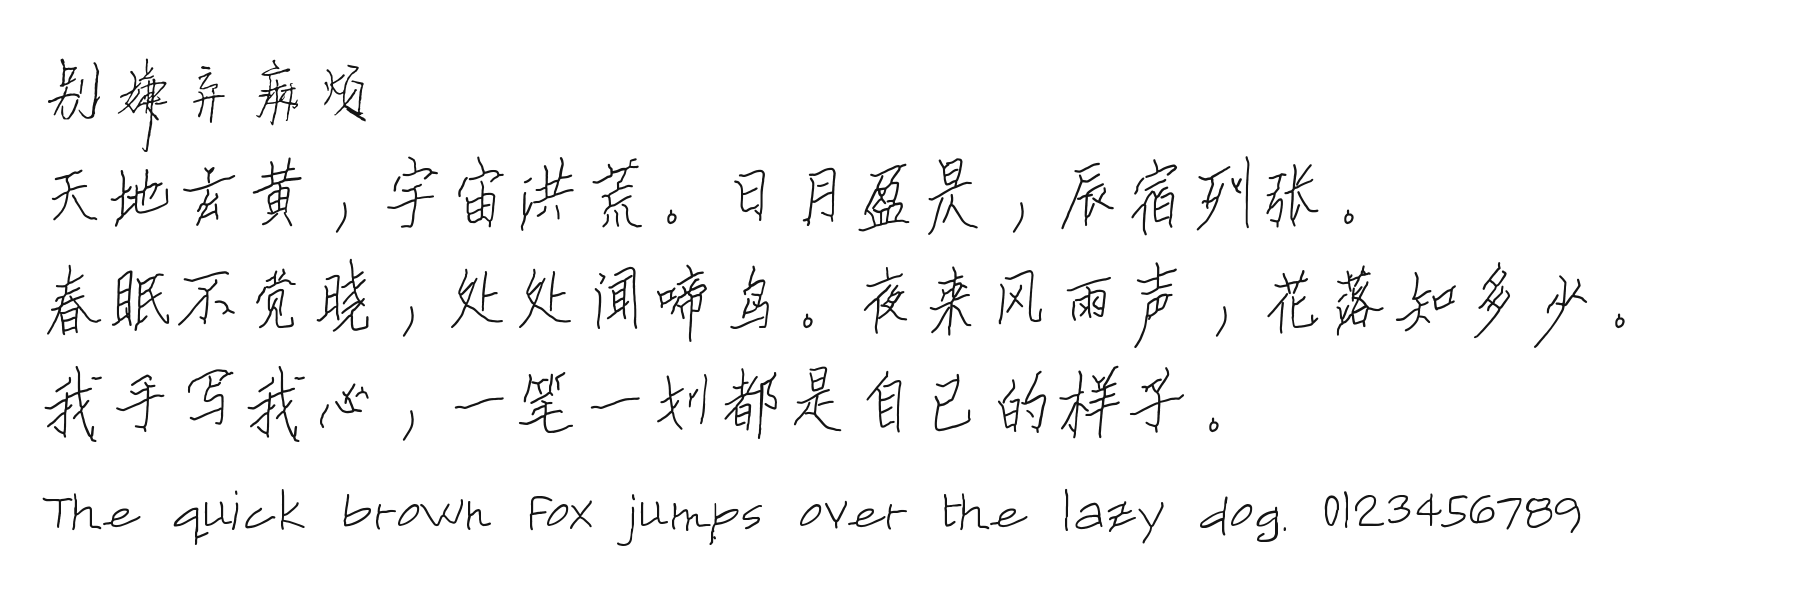 别嫌弃麻烦
天地玄黄，宇宙洪荒。日月盈昃，辰宿列张。
春眠不觉晓，处处闻啼鸟。夜来风雨声，花落知多少。
我手写我心，一笔一划都是自己的样子。
The quick brown fox jumps over the lazy dog. 0123456789